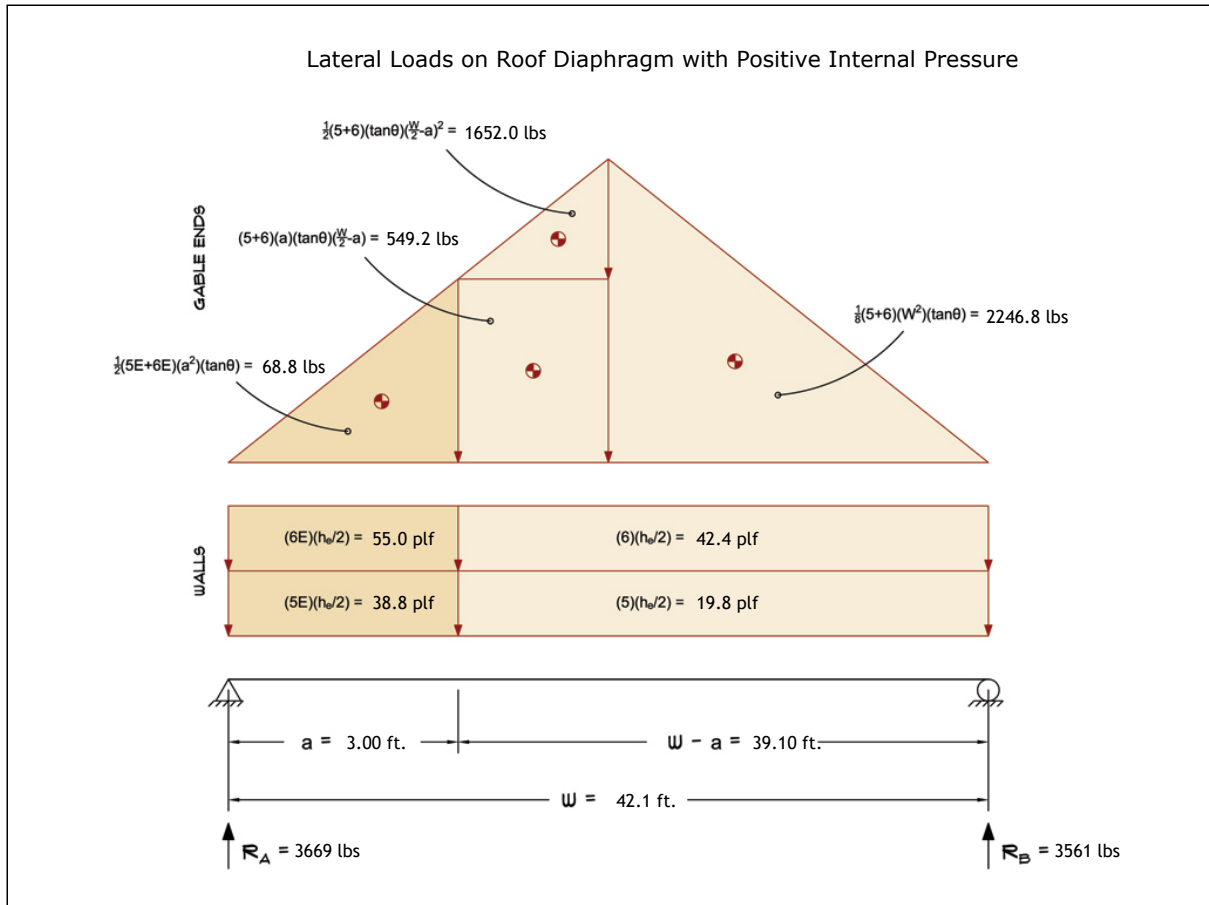 Lateral Loads on Roof Diaphragm with Positive Internal Pressure
½(5+6)(tanθ)(W/2-a)² = 1652.0 lbs
GABLE ENDS
(5+6)(a)(tanθ)(W/2-a) = 549.2 lbs
⅛(5+6)(W²)(tanθ) = 2246.8 lbs
½(5E+6E)(a²)(tanθ) = 68.8 lbs
WALLS
(6E)(hₑ/2) = 55.0 plf
(6)(hₑ/2) = 42.4 plf
(5E)(hₑ/2) = 38.8 plf
(5)(hₑ/2) = 19.8 plf
a = 3.00 ft.
W - a = 39.10 ft.
W = 42.1 ft.
R_A = 3669 lbs
R_B = 3561 lbs